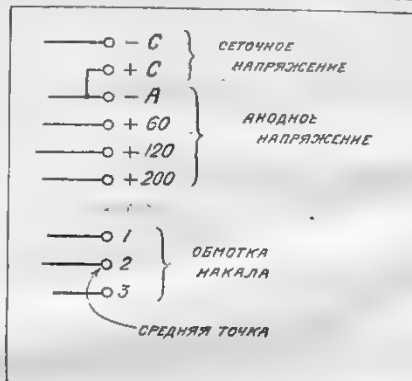 - С
СЕТОЧНОЕ
+ С
НАПРЯЖЕНИЕ
- А
+ 60
АНОДНОЕ
НАПРЯЖЕНИЕ
+ 120
+ 200
1
ОБМОТКА
2
НАКАЛА
3
СРЕДНЯЯ ТОЧКА